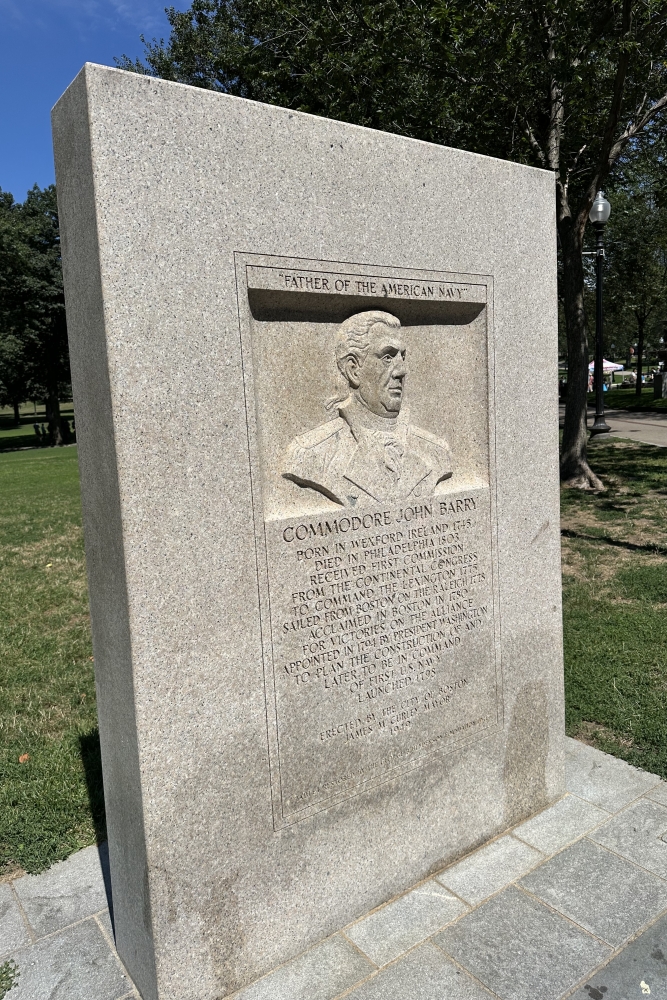 "FATHER OF THE AMERICAN NAVY"
COMMODORE JOHN BARRY
BORN IN WEXFORD IRELAND 1745
DIED IN PHILADELPHIA 1803
RECEIVED FIRST COMMISSION
FROM THE CONTINENTAL CONGRESS
TO COMMAND THE LEXINGTON 1775
SAILED FROM BOSTON ON THE RALEIGH 1778
ACCLAIMED IN BOSTON IN 1780
FOR VICTORIES ON THE ALLIANCE
APPOINTED IN 1794 BY PRESIDENT WASHINGTON
TO PLAN THE CONSTRUCTION OF AND
LATER TO BE IN COMMAND
OF FIRST U.S. NAVY
LAUNCHED 1798
ERECTED BY THE CITY OF BOSTON
JAMES M. CURLEY MAYOR
1949